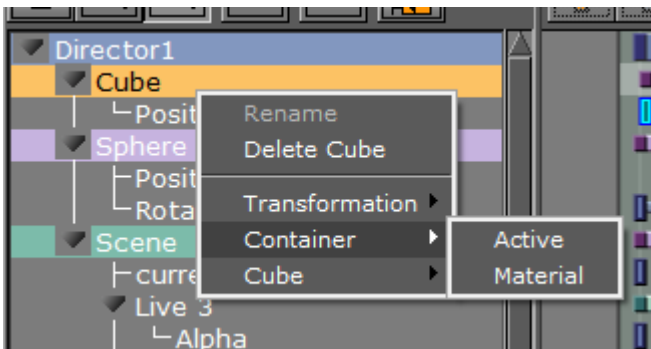 Director1
Cube
Posit
Rename
Sphere
Delete Cube
Posit
Rota
Transformation
Scene
Container
Active
curre
Cube
Material
Live 3
Alpha